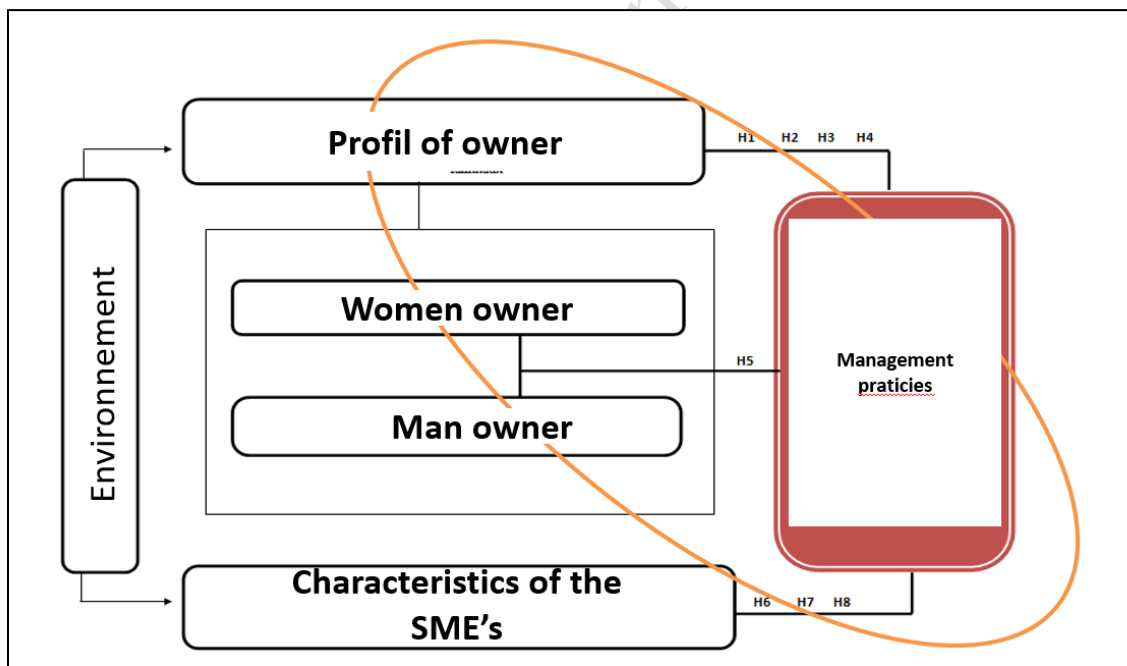 Profil of owner
H1 H2 H3 H4
Environnement
Women owner
H5
Man owner
Management
praticies
Characteristics of the
SME's
H6 H7 H8